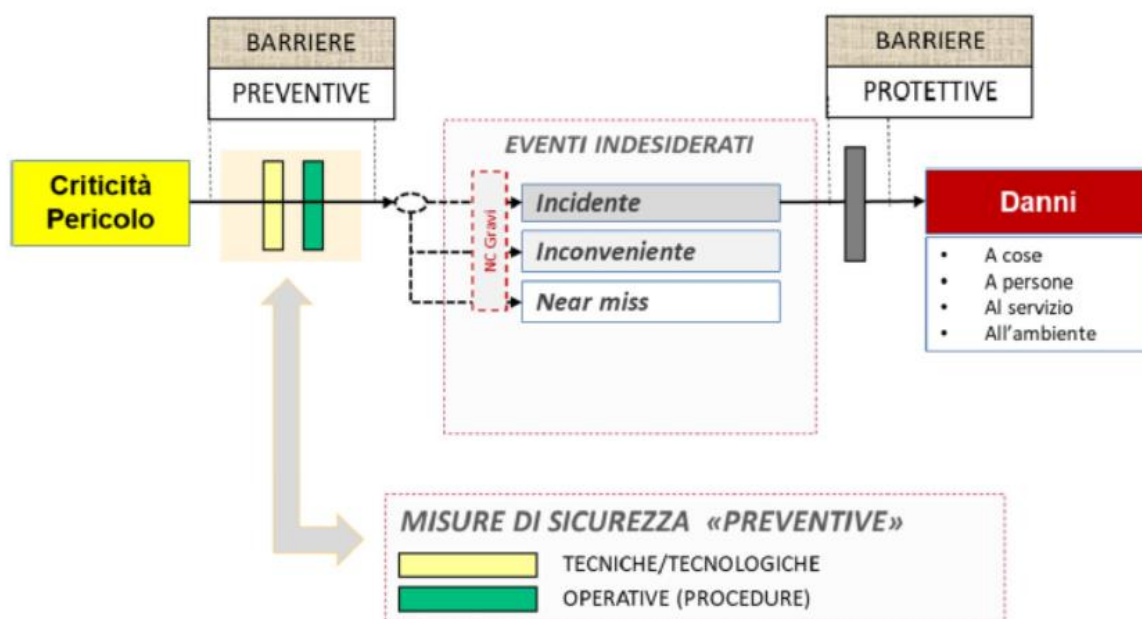 BARRIERE
PREVENTIVE
BARRIERE
PROTETTIVE
EVENTI INDESIDERATI
Criticità
Pericolo
NC Gravi
Incidente
Inconveniente
Near miss
Danni
• A cose
• A persone
• Al servizio
• All'ambiente
MISURE DI SICUREZZA «PREVENTIVE»
TECNICHE/TECNOLOGICHE
OPERATIVE (PROCEDURE)